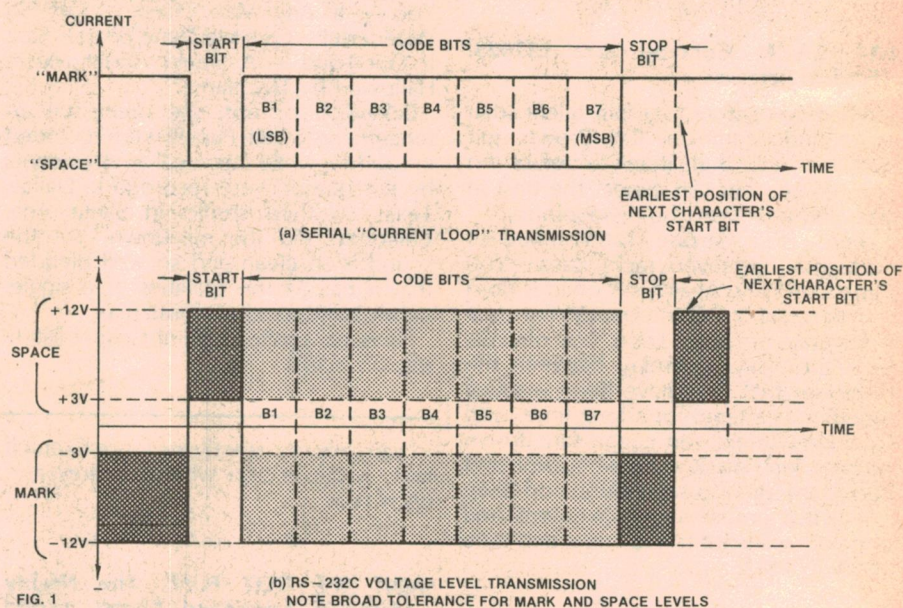 CURRENT
START BIT
CODE BITS
STOP BIT
"MARK"
B1 B2 B3 B4 B5 B6 B7
(LSB) (MSB)
"SPACE"
TIME
EARLIEST POSITION OF
NEXT CHARACTER'S
START BIT
(a) SERIAL "CURRENT LOOP" TRANSMISSION
+
START BIT
CODE BITS
STOP BIT
EARLIEST POSITION OF
NEXT CHARACTER'S
START BIT
+12V
SPACE
+3V
B1 B2 B3 B4 B5 B6 B7
TIME
-3V
MARK
-12V
-
(b) RS-232C VOLTAGE LEVEL TRANSMISSION
FIG. 1
NOTE BROAD TOLERANCE FOR MARK AND SPACE LEVELS